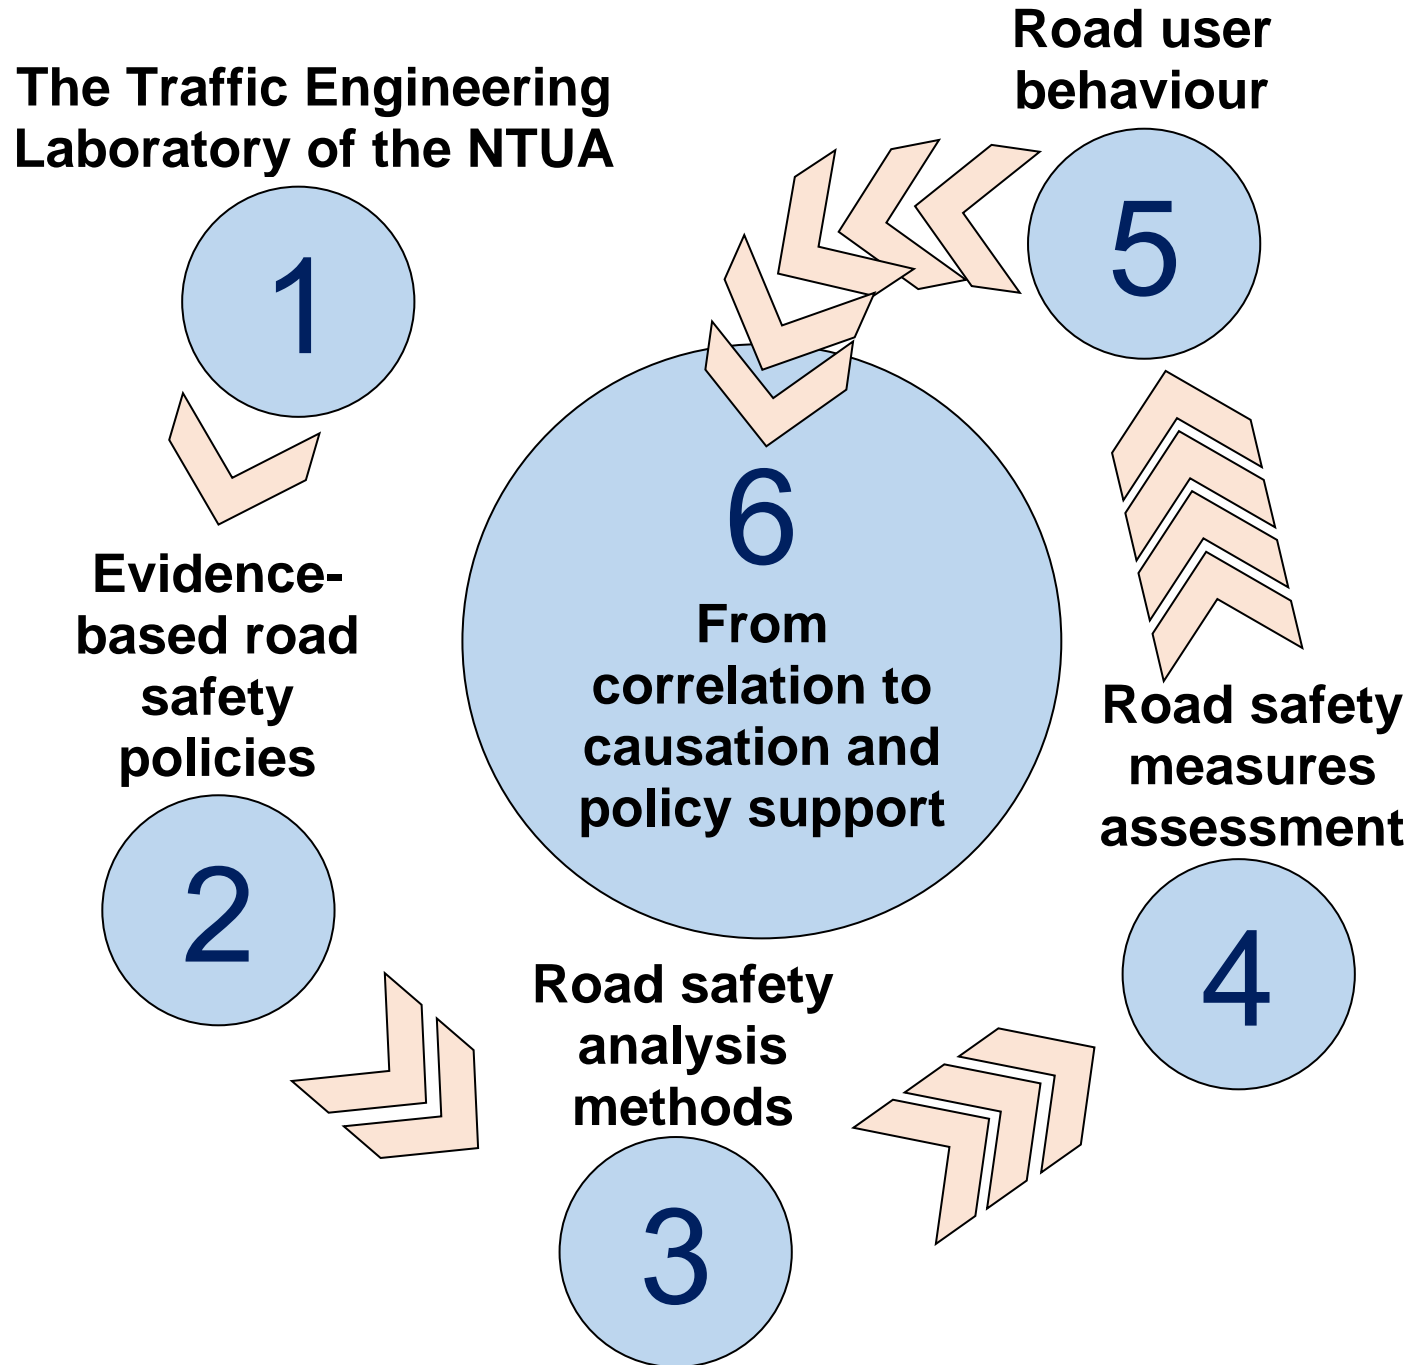 The Traffic Engineering
Laboratory of the NTUA
1
Evidence-
based road
safety
policies
2
Road safety
analysis
methods
3
Road safety
measures
assessment
4
Road user
behaviour
5
6
From
correlation to
causation and
policy support